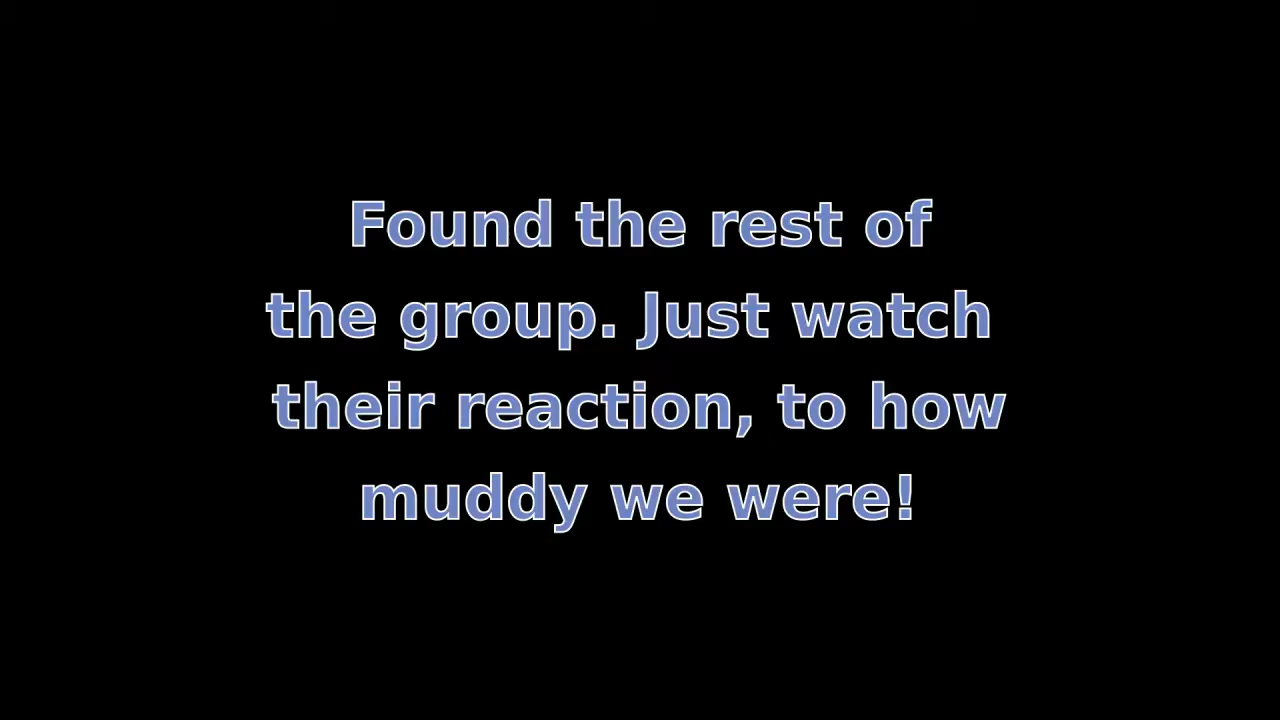 Found the rest of
the group. Just watch
their reaction, to how
muddy we were!